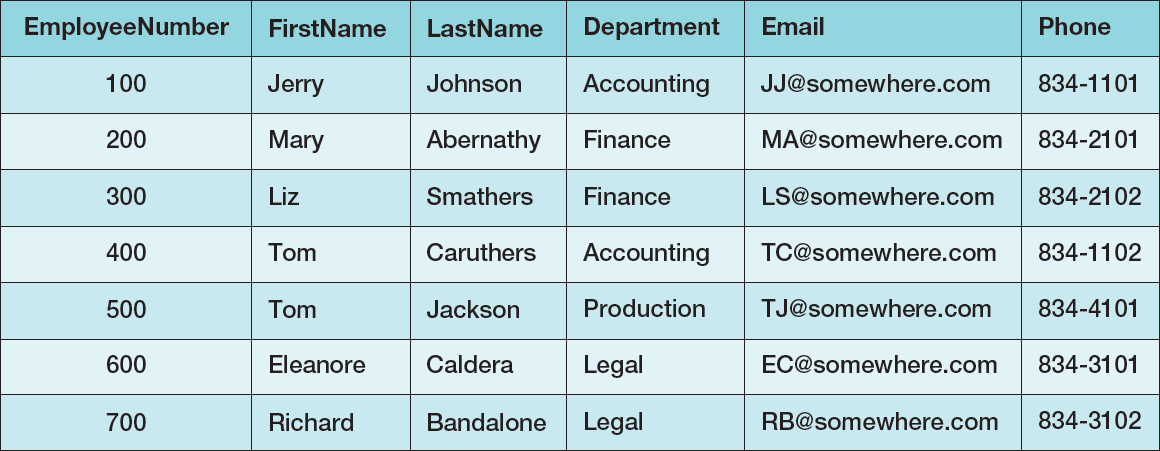 EmployeeNumber FirstName LastName Department Email Phone
100 Jerry Johnson Accounting JJ@somewhere.com 834-1101
200 Mary Abernathy Finance MA@somewhere.com 834-2101
300 Liz Smathers Finance LS@somewhere.com 834-2102
400 Tom Caruthers Accounting TC@somewhere.com 834-1102
500 Tom Jackson Production TJ@somewhere.com 834-4101
600 Eleanore Caldera Legal EC@somewhere.com 834-3101
700 Richard Bandalone Legal RB@somewhere.com 834-3102